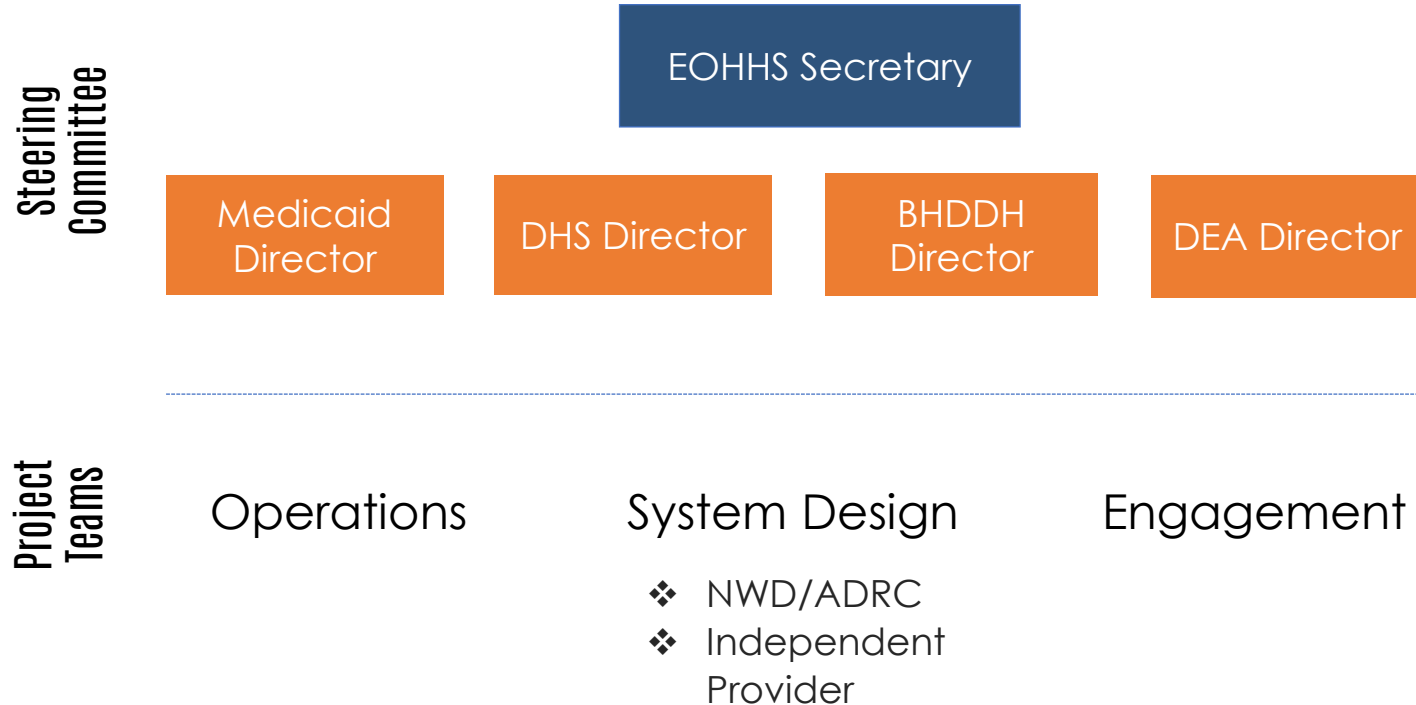 Steering
Committee
EOHHS Secretary
Medicaid
Director
DHS Director
BHDDH
Director
DEA Director
Project
Teams
Operations
System Design
❖ NWD/ADRC
❖ Independent
Provider
Engagement